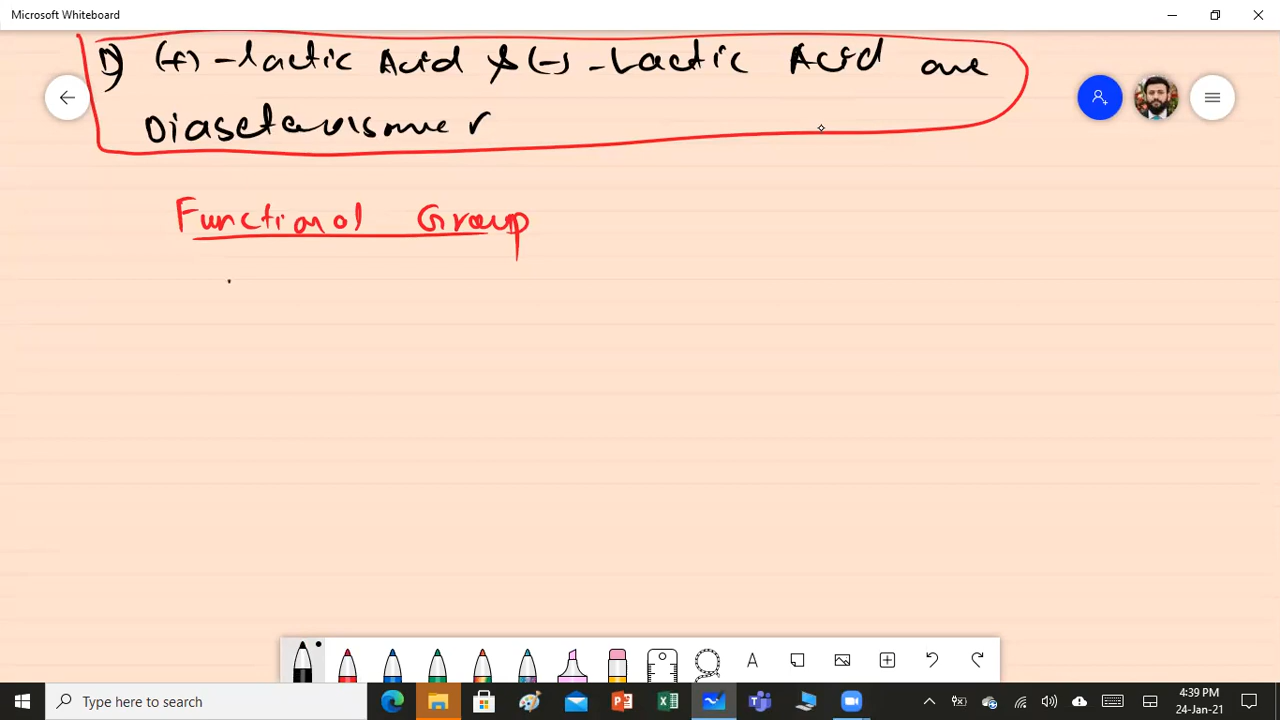 Microsoft Whiteboard
D) (+)-lactic Acid & (-)-Lactic Acid are
Diasetavisomer
Functional Group
Type here to search
4:39 PM
24-Jan-21